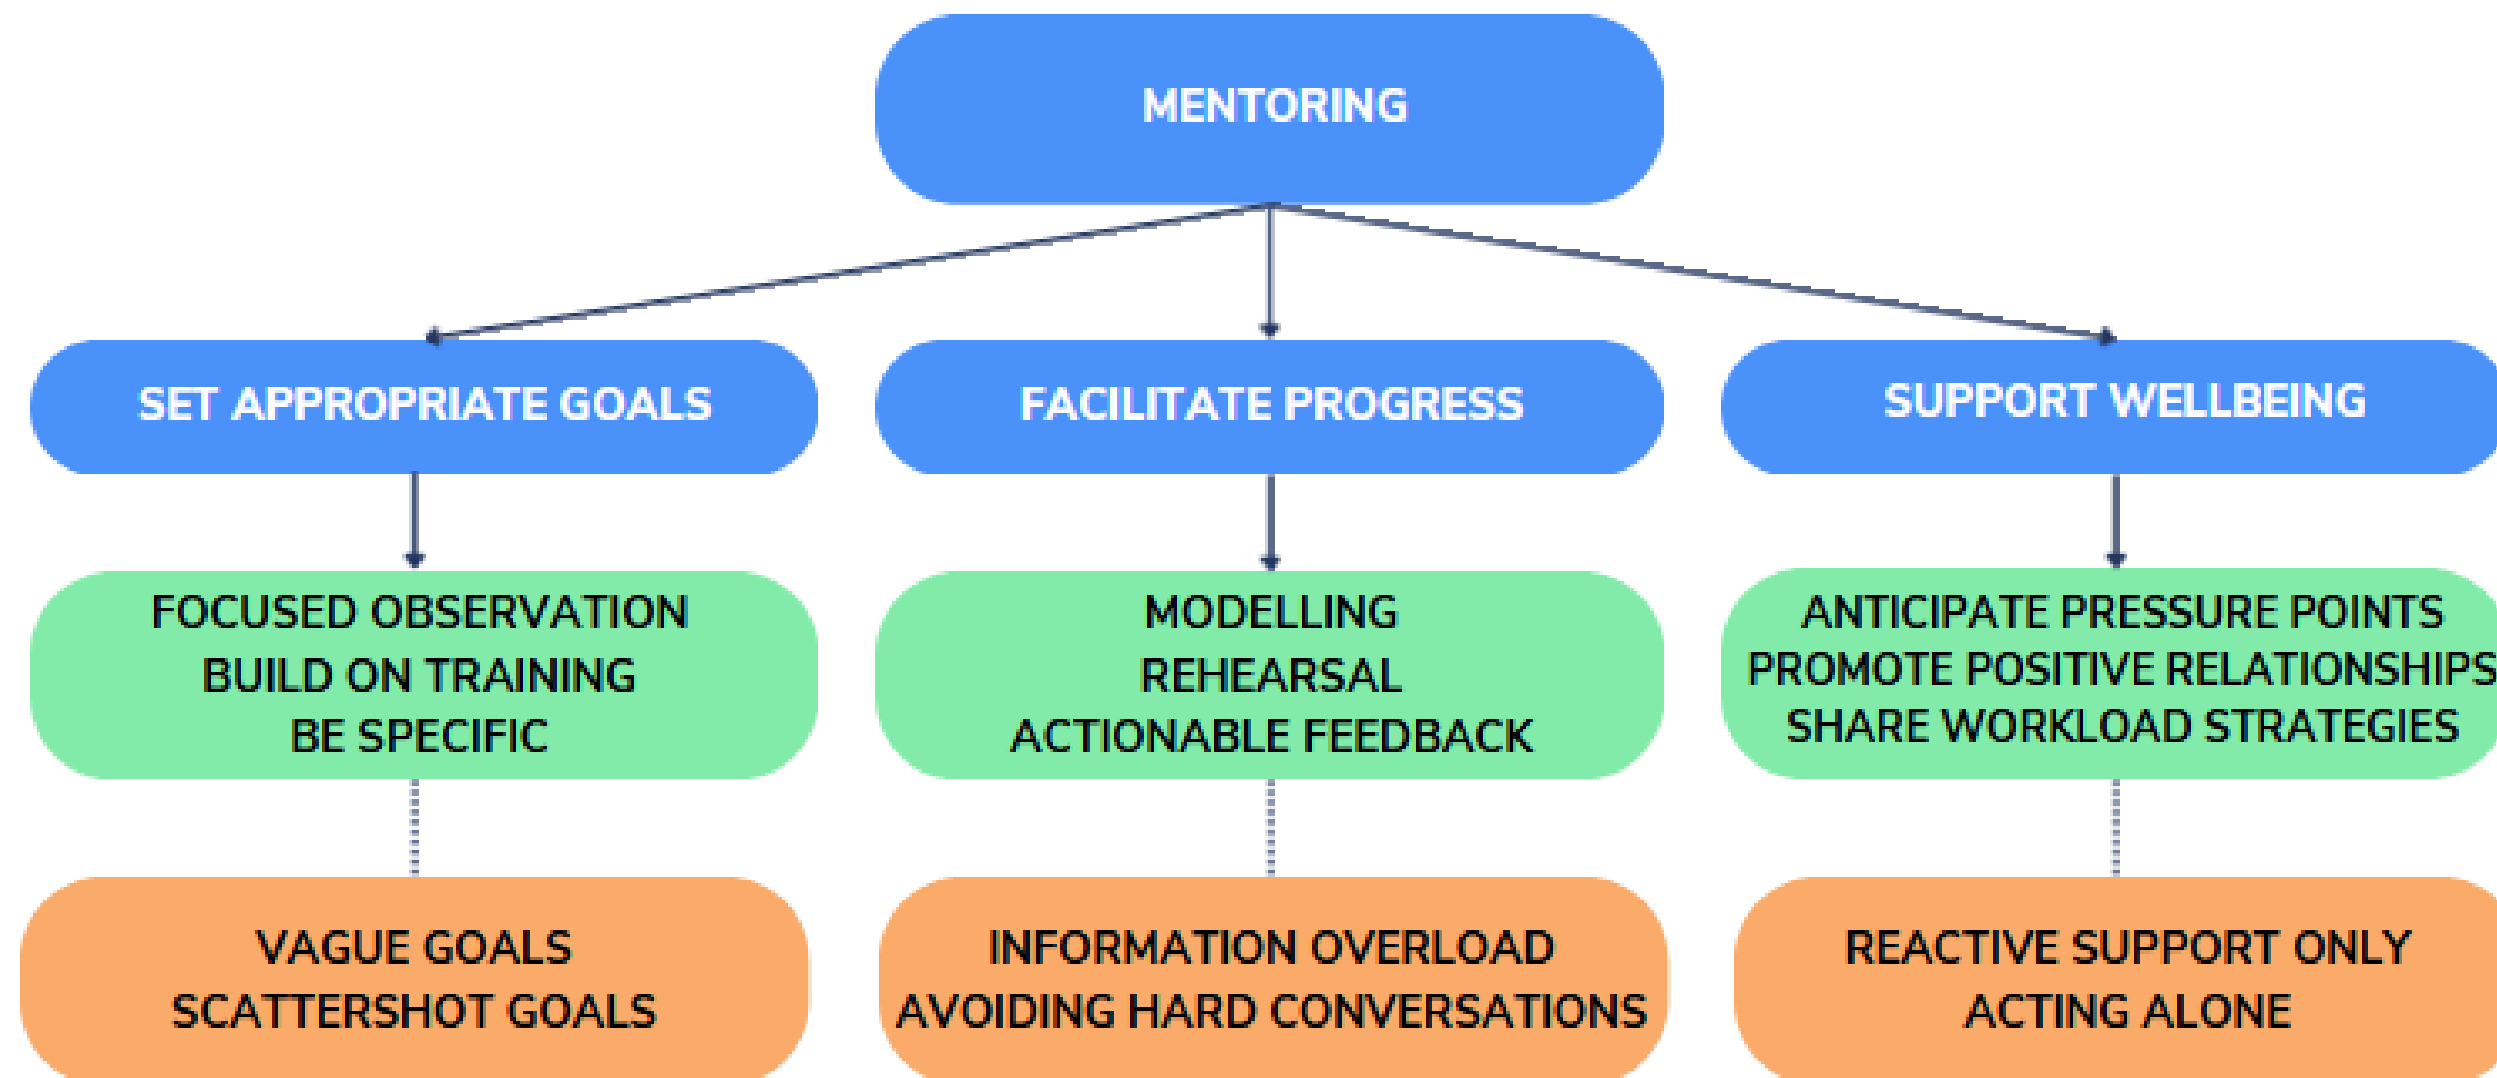 MENTORING
SET APPROPRIATE GOALS
FACILITATE PROGRESS
SUPPORT WELLBEING
FOCUSED OBSERVATION
BUILD ON TRAINING
BE SPECIFIC
MODELLING
REHEARSAL
ACTIONABLE FEEDBACK
ANTICIPATE PRESSURE POINTS
PROMOTE POSITIVE RELATIONSHIPS
SHARE WORKLOAD STRATEGIES
VAGUE GOALS
SCATTERSHOT GOALS
INFORMATION OVERLOAD
AVOIDING HARD CONVERSATIONS
REACTIVE SUPPORT ONLY
ACTING ALONE